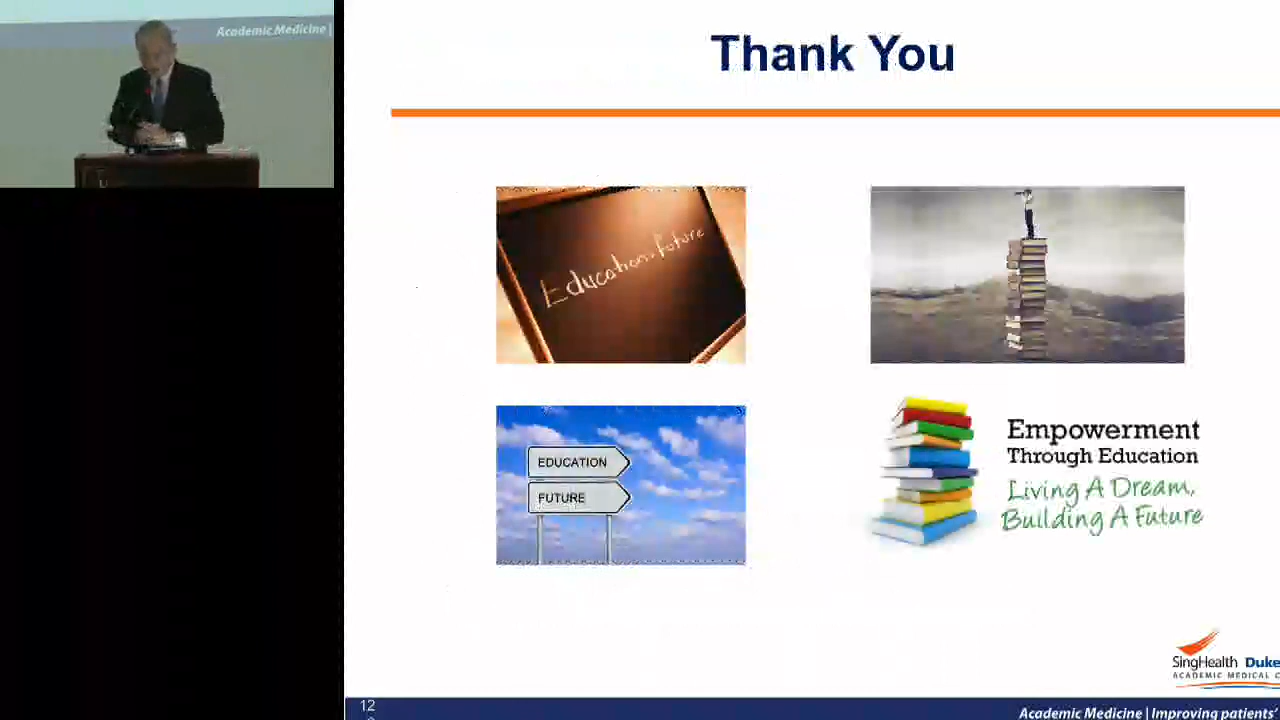 Academic Medicine |
Thank You
Education=Future
EDUCATION
FUTURE
Empowerment
Through Education
Living A Dream,
Building A Future
SingHealth Duke
ACADEMIC MEDICAL C
12
Academic Medicine | Improving patients'